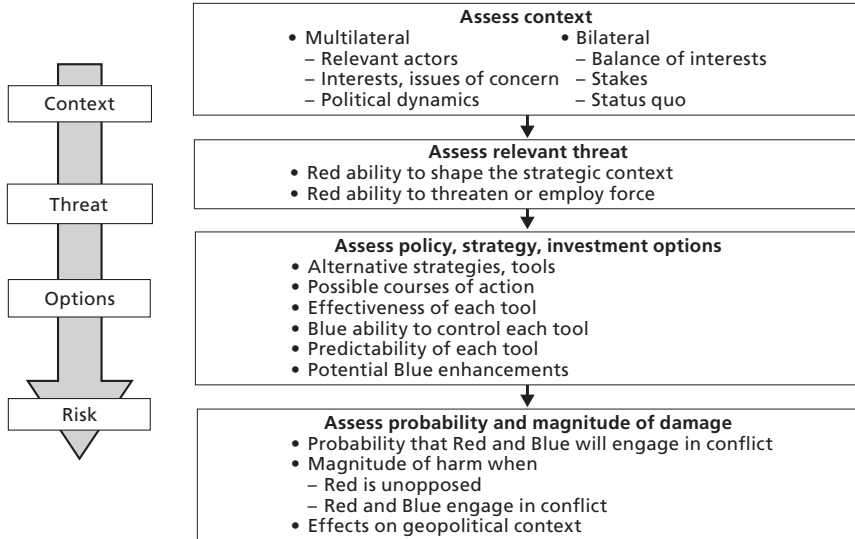 Context
Threat
Options
Risk
Assess context
• Multilateral
– Relevant actors
– Interests, issues of concern
– Political dynamics
• Bilateral
– Balance of interests
– Stakes
– Status quo
Assess relevant threat
• Red ability to shape the strategic context
• Red ability to threaten or employ force
Assess policy, strategy, investment options
• Alternative strategies, tools
• Possible courses of action
• Effectiveness of each tool
• Blue ability to control each tool
• Predictability of each tool
• Potential Blue enhancements
Assess probability and magnitude of damage
• Probability that Red and Blue will engage in conflict
• Magnitude of harm when
– Red is unopposed
– Red and Blue engage in conflict
• Effects on geopolitical context